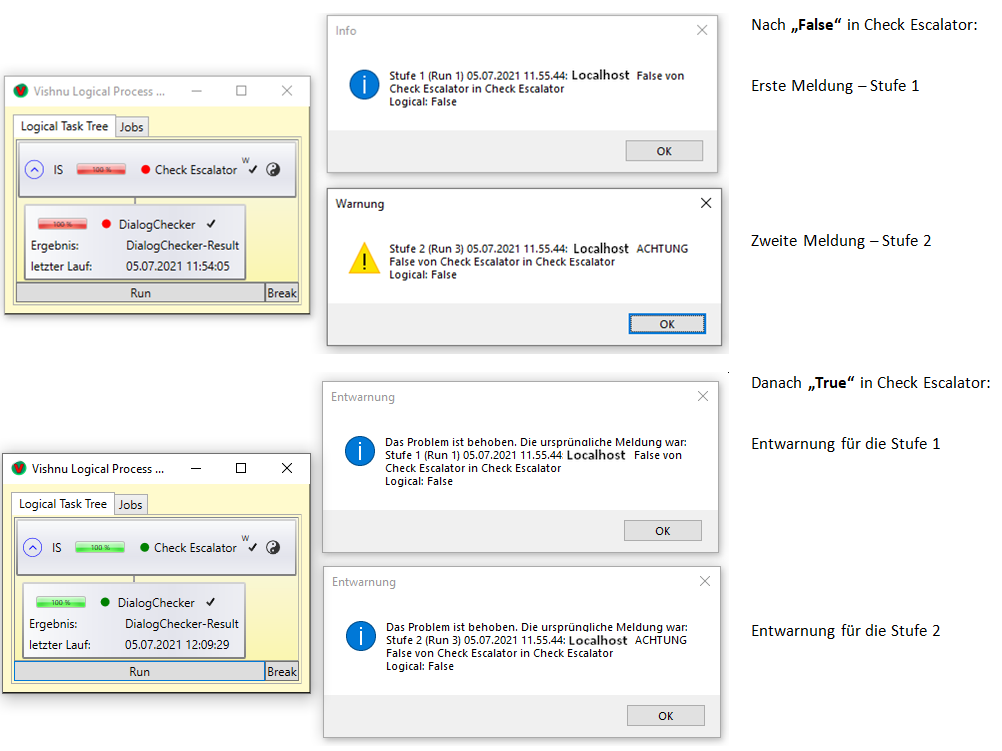 Nach „False“ in Check Escalator:
Info
Stufe 1 (Run 1) 05.07.2021 11.55.44: Localhost False von
Check Escalator in Check Escalator
Logical: False
OK
Erste Meldung – Stufe 1
Vishnu Logical Process ...
Logical Task Tree Jobs
IS 100 % Check Escalator W
100 % DialogChecker
Ergebnis: DialogChecker-Result
letzter Lauf: 05.07.2021 11:54:05
Run Break
Warnung
Stufe 2 (Run 3) 05.07.2021 11.55.44: Localhost ACHTUNG
False von Check Escalator in Check Escalator
Logical: False
OK
Zweite Meldung – Stufe 2
Danach „True“ in Check Escalator:
Entwarnung
Das Problem ist behoben. Die ursprüngliche Meldung war:
Stufe 1 (Run 1) 05.07.2021 11.55.44 Localhost False von
Check Escalator in Check Escalator
Logical: False
OK
Entwarnung für die Stufe 1
Vishnu Logical Process ...
Logical Task Tree Jobs
IS 100 % Check Escalator W
100 % DialogChecker
Ergebnis: DialogChecker-Result
letzter Lauf: 05.07.2021 12:09:29
Run Break
Entwarnung
Das Problem ist behoben. Die ursprüngliche Meldung war:
Stufe 2 (Run 3) 05.07.2021 11.55.44: Localhost ACHTUNG
False von Check Escalator in Check Escalator
Logical: False
OK
Entwarnung für die Stufe 2